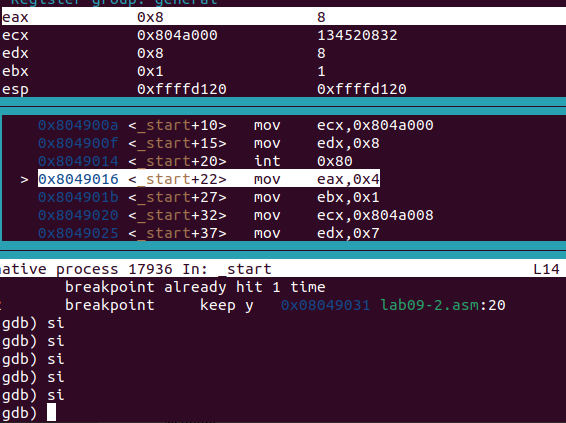 Register group: general
eax 0x8 8
ecx 0x804a000 134520832
edx 0x8 8
ebx 0x1 1
esp 0xffffd120 0xffffd120
0x804900a <_start+10> mov ecx,0x804a000
0x804900f <_start+15> mov edx,0x8
0x8049014 <_start+20> int 0x80
> 0x8049016 <_start+22> mov eax,0x4
0x804901b <_start+27> mov ebx,0x1
0x8049020 <_start+32> mov ecx,0x804a008
0x8049025 <_start+37> mov edx,0x7
native process 17936 In: _start L14
breakpoint already hit 1 time
2 breakpoint keep y 0x08049031 lab09-2.asm:20
gdb) si
gdb) si
gdb) si
gdb) si
gdb) si
gdb)